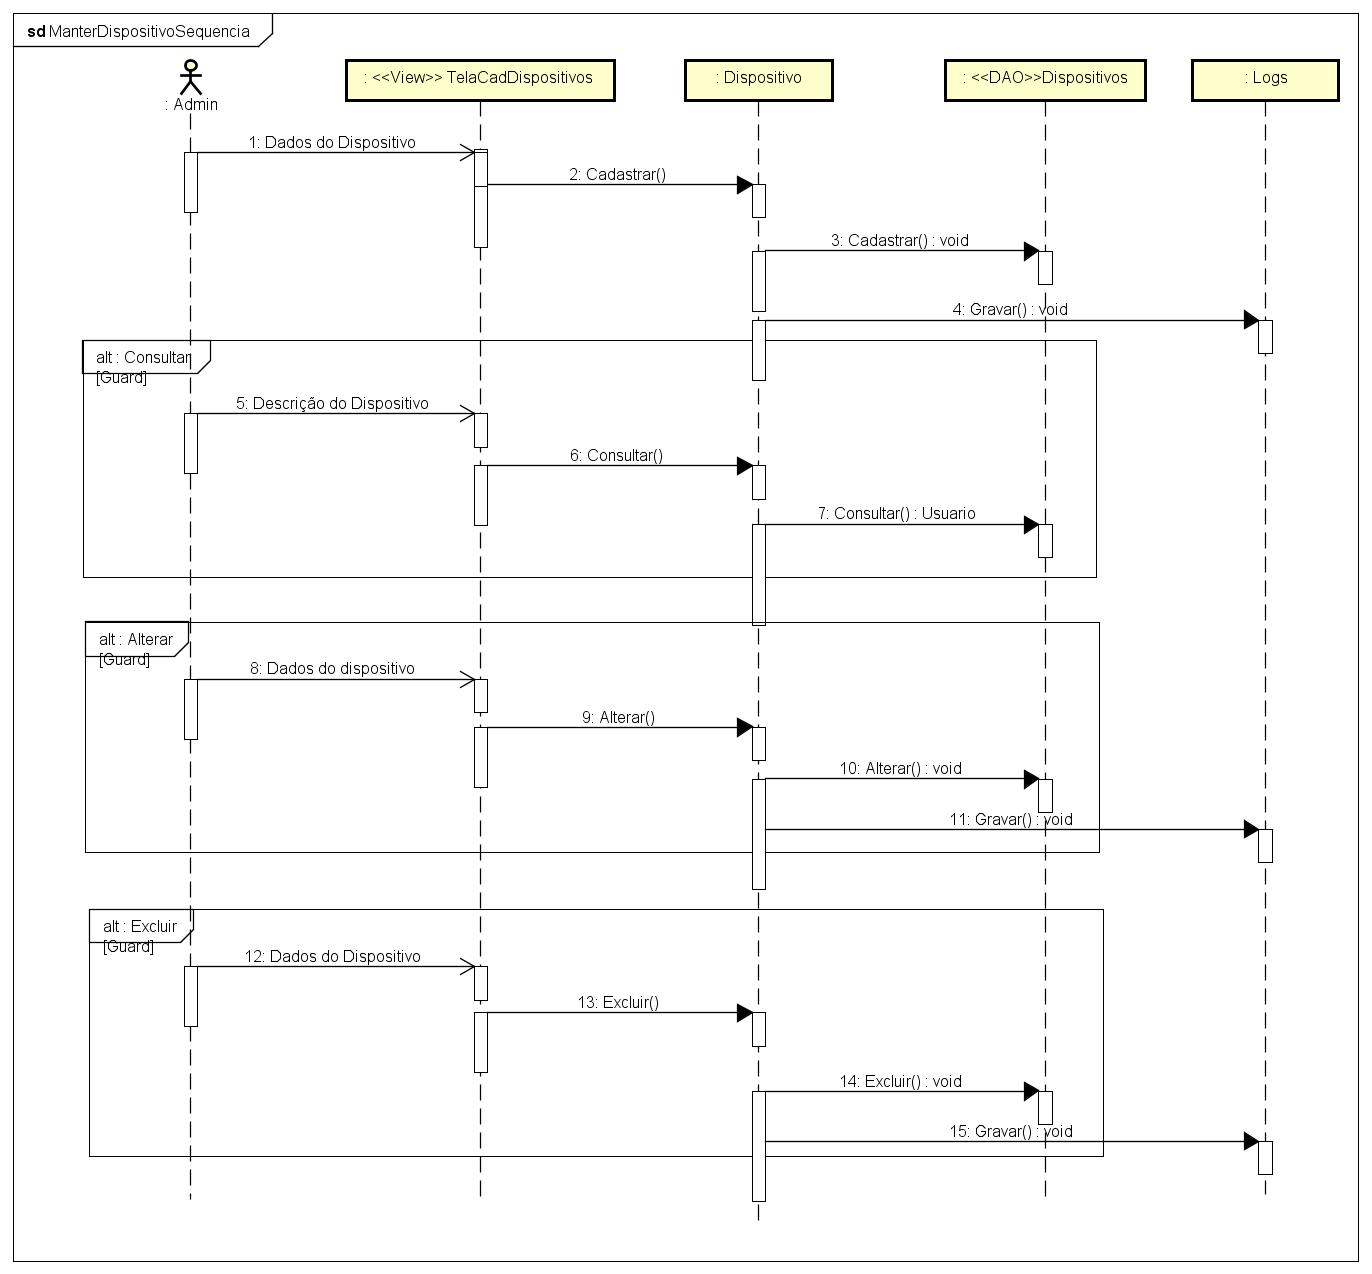 sd ManterDispositivoSequencia
: Admin
: <<View>> TelaCadDispositivos
: Dispositivo
: <<DAO>>Dispositivos
: Logs
1: Dados do Dispositivo
2: Cadastrar()
3: Cadastrar() : void
4: Gravar() : void
alt : Consultar
[Guard]
5: Descrição do Dispositivo
6: Consultar()
7: Consultar() : Usuario
alt : Alterar
[Guard]
8: Dados do dispositivo
9: Alterar()
10: Alterar() : void
11: Gravar() : void
alt : Excluir
[Guard]
12: Dados do Dispositivo
13: Excluir()
14: Excluir() : void
15: Gravar() : void